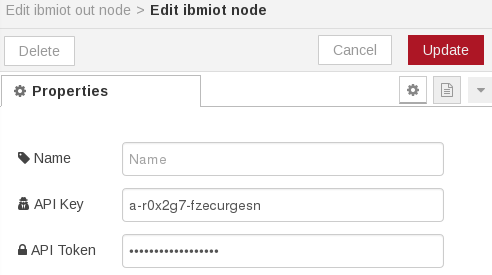 Edit ibmiot out node > Edit ibmiot node
Delete Cancel Update
Properties
Name Name
API Key a-r0x2g7-fzecurgesn
API Token ••••••••••••••••••